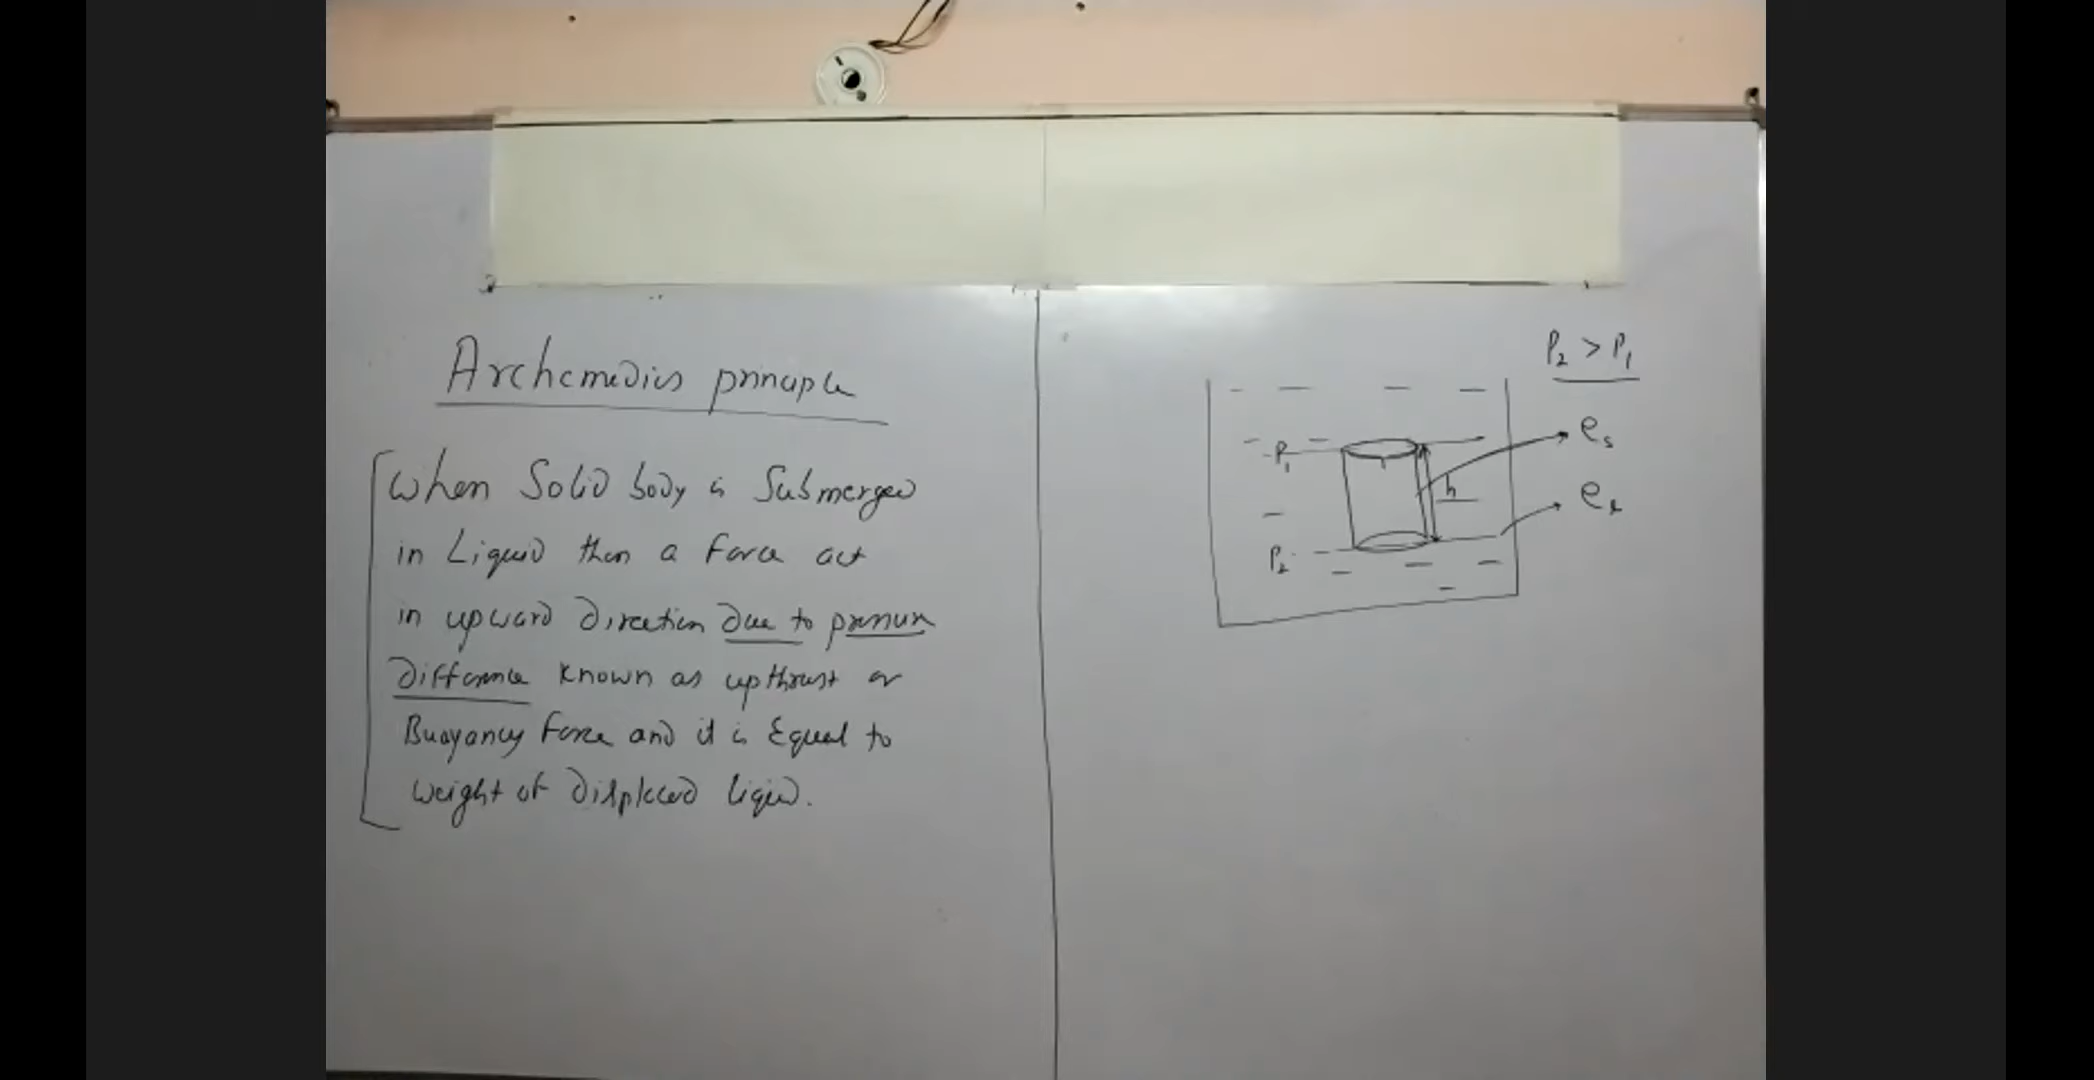 Archemedies principle
When Solid body is Submerged
in Liquid then a force act
in upward Direction Due to pressure
Difference known as upthrust or
Buoyancy force and it is Equal to
weight of Displaced liquid.
P₂ > P₁
P₁
ρₛ
h
ρₗ
P₂